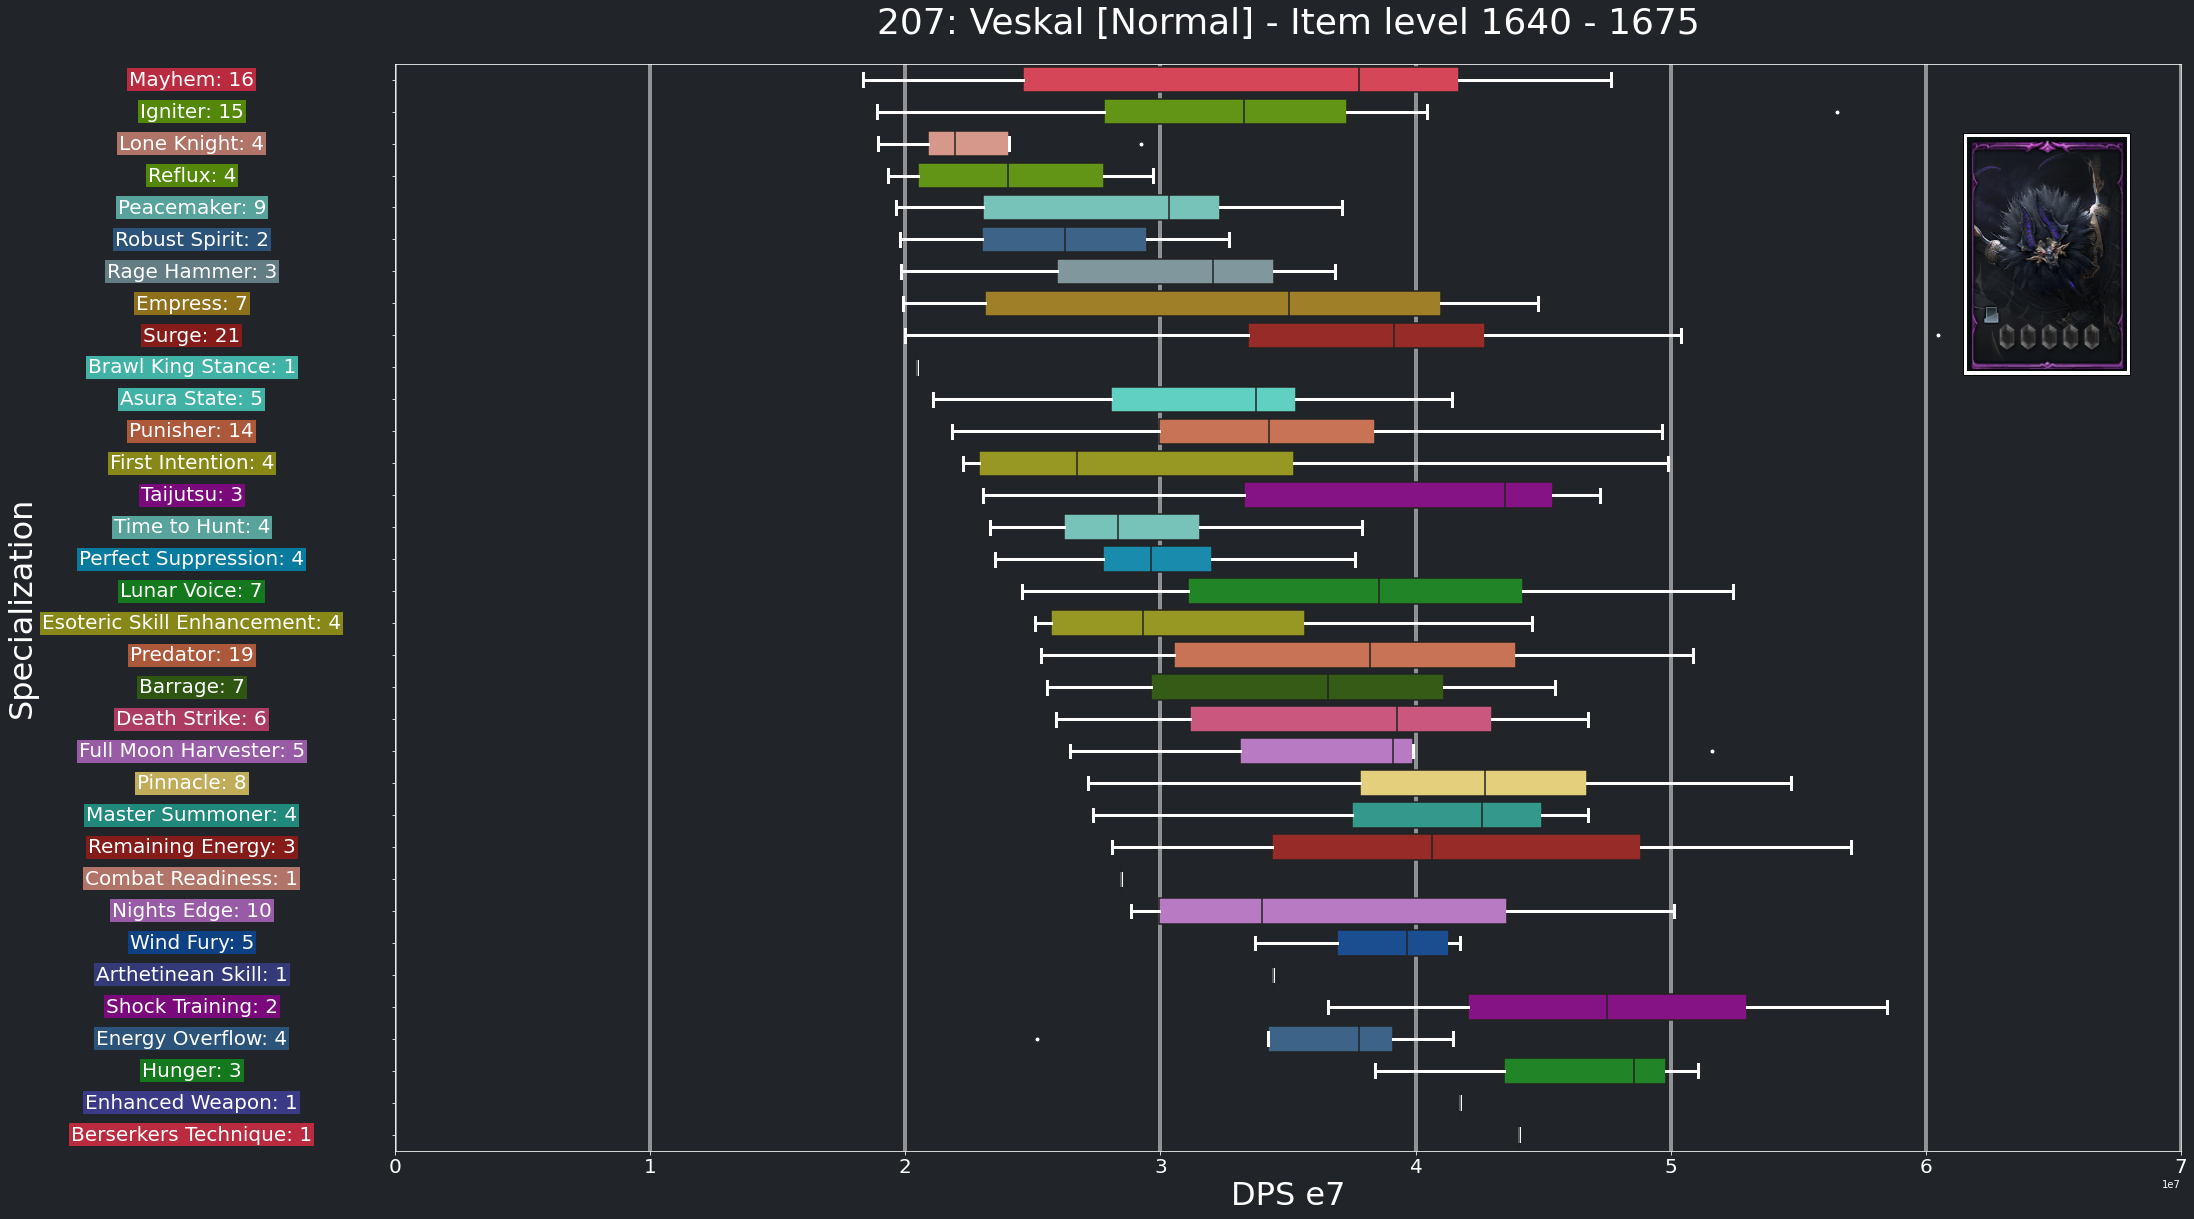 207: Veskal [Normal] - Item level 1640 - 1675
Mayhem: 16
Igniter: 15
Lone Knight: 4
Reflux: 4
Peacemaker: 9
Robust Spirit: 2
Rage Hammer: 3
Empress: 7
Surge: 21
Brawl King Stance: 1
Asura State: 5
Punisher: 14
First Intention: 4
Taijutsu: 3
Time to Hunt: 4
Perfect Suppression: 4
Lunar Voice: 7
Esoteric Skill Enhancement: 4
Predator: 19
Barrage: 7
Death Strike: 6
Full Moon Harvester: 5
Pinnacle: 8
Master Summoner: 4
Remaining Energy: 3
Combat Readiness: 1
Nights Edge: 10
Wind Fury: 5
Arthetinean Skill: 1
Shock Training: 2
Energy Overflow: 4
Hunger: 3
Enhanced Weapon: 1
Berserkers Technique: 1
Specialization
0 1 2 3 4 5 6 7
1e7
DPS e7